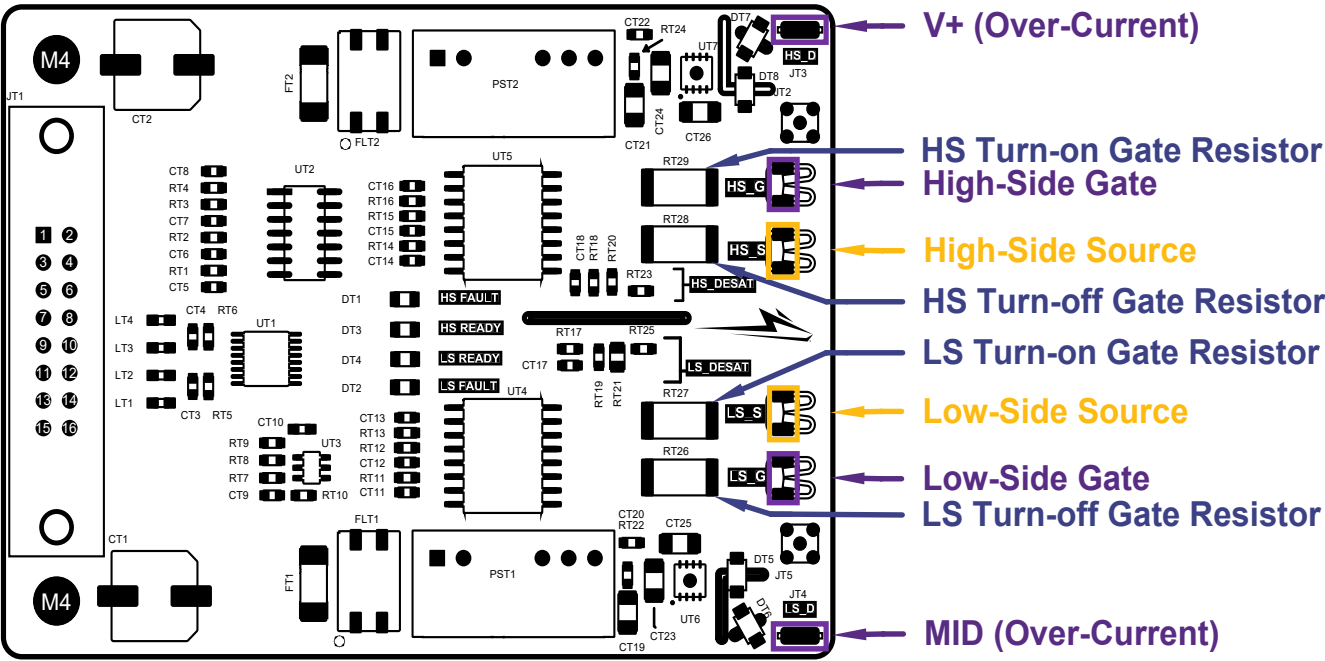 V+ (Over-Current)
HS Turn-on Gate Resistor
High-Side Gate
High-Side Source
HS Turn-off Gate Resistor
LS Turn-on Gate Resistor
Low-Side Source
Low-Side Gate
LS Turn-off Gate Resistor
MID (Over-Current)
M4
JT1
CT2
FT2
FLT2
PST2
CT22
RT24
CT21
CT24
UT7
CT26
DT7
DT8
HS_D
JT3
JT2
CT8
RT4
RT3
CT7
RT2
CT6
RT1
CT5
UT2
CT16
RT16
RT15
CT15
RT14
CT14
UT5
RT29
HS_G
RT28
HS_S
CT18
RT18
RT20
RT23
HS_DESAT
1 2
3 4
5 6
7 8
9 10
11 12
13 14
15 16
LT4
LT3
LT2
LT1
CT4 RT6
UT1
CT3 RT5
DT1 HS FAULT
DT3 HS READY
DT4 LS READY
DT2 LS FAULT
RT17
CT17
RT19
RT21
RT25
LS_DESAT
RT27
LS_S
RT26
LS_G
CT10
RT9
RT8
RT7
CT9
UT3
RT10
CT13
RT13
RT12
CT12
RT11
CT11
UT4
CT1
M4
FT1
FLT1
PST1
CT20
RT22
CT25
CT19
CT23
UT6
DT5
DT6
JT5
JT4
LS_D